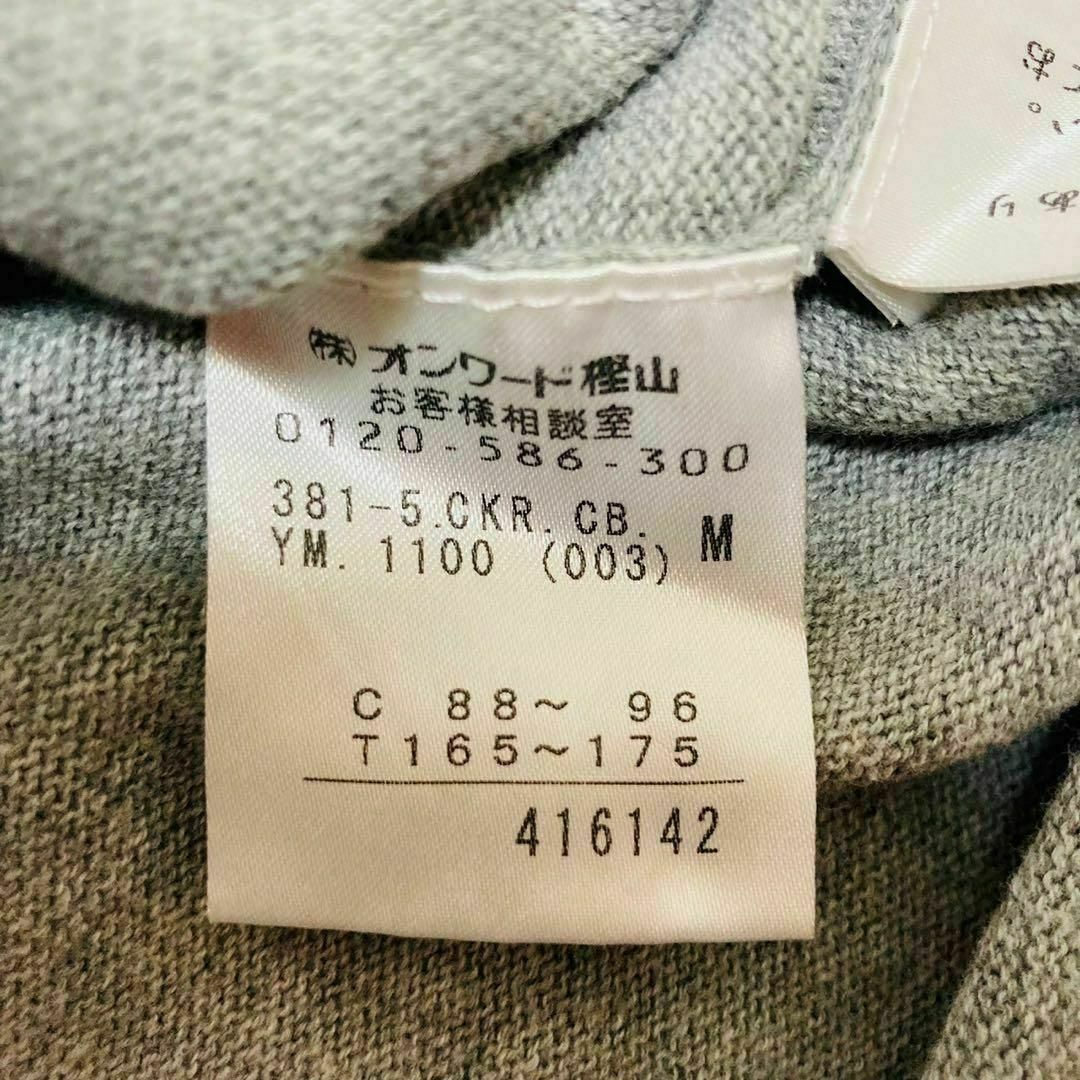 ㈱オンワード樫山
お客様相談室
0120-586-300
381-5.CKR.CB. M
YM. 1100 (003)
C 88～ 96
T165～175
416142